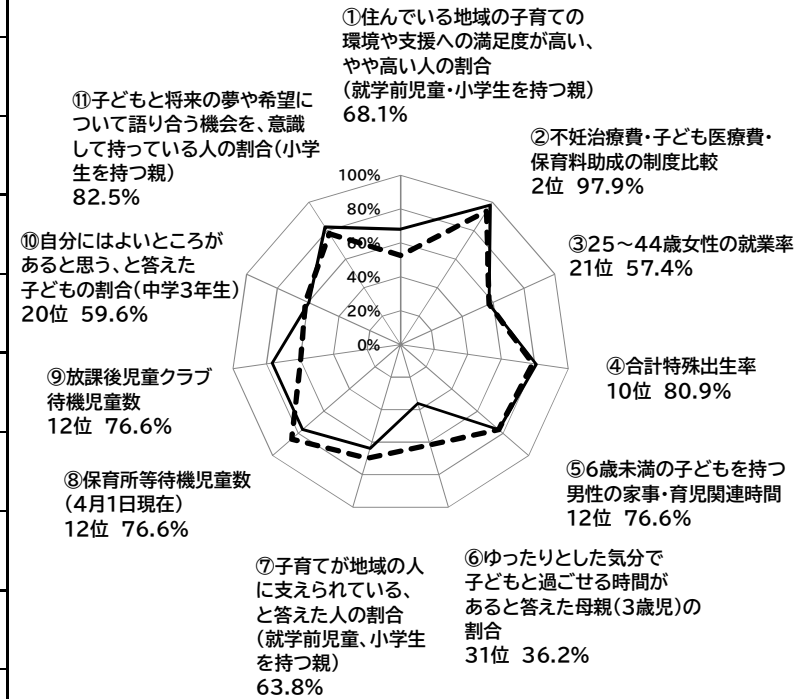 ①住んでいる地域の子育ての
環境や支援への満足度が高い、
やや高い人の割合
（就学前児童・小学生を持つ親）
68.1%
②不妊治療費・子ども医療費・
保育料助成の制度比較
2位 97.9%
③25～44歳女性の就業率
21位 57.4%
④合計特殊出生率
10位 80.9%
⑤6歳未満の子どもを持つ
男性の家事・育児関連時間
12位 76.6%
⑥ゆったりとした気分で
子どもと過ごせる時間が
あると答えた母親（3歳児）の
割合
31位 36.2%
⑦子育てが地域の人
に支えられている、
と答えた人の割合
（就学前児童、小学生
を持つ親）
63.8%
⑧保育所等待機児童数
（4月1日現在）
12位 76.6%
⑨放課後児童クラブ
待機児童数
12位 76.6%
⑩自分にはよいところが
あると思う、と答えた
子どもの割合（中学3年生）
20位 59.6%
⑪子どもと将来の夢や希望に
ついて語り合う機会を、意識
して持っている人の割合（小学
生を持つ親）
82.5%
100%
80%
60%
40%
20%
0%